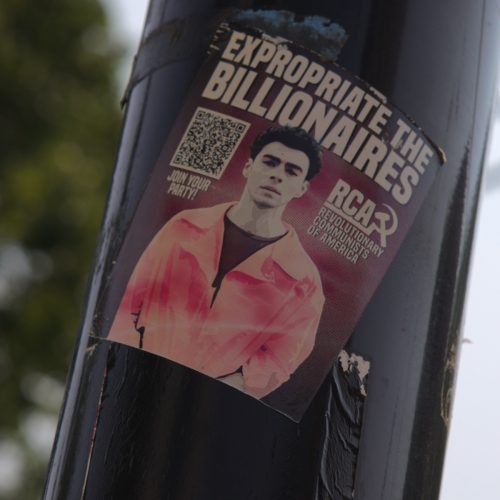 EXPROPRIATE THE
BILLIONAIRES
JOIN YOUR
PARTY!
RCA
REVOLUTIONARY
COMMUNISTS
OF AMERICA